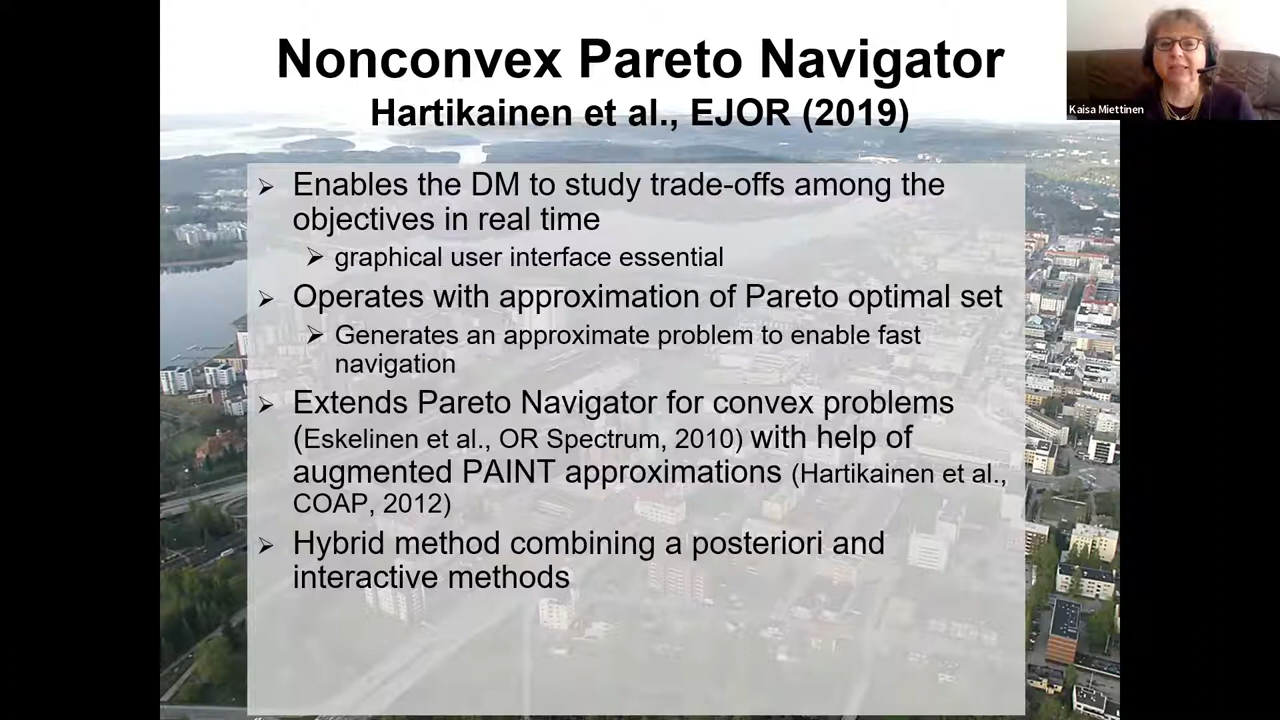 Nonconvex Pareto Navigator
Hartikainen et al., EJOR (2019)
Kaisa Miettinen
➢ Enables the DM to study trade-offs among the
objectives in real time
➢ graphical user interface essential
➢ Operates with approximation of Pareto optimal set
➢ Generates an approximate problem to enable fast
navigation
➢ Extends Pareto Navigator for convex problems
(Eskelinen et al., OR Spectrum, 2010) with help of
augmented PAINT approximations (Hartikainen et al.,
COAP, 2012)
➢ Hybrid method combining a posteriori and
interactive methods